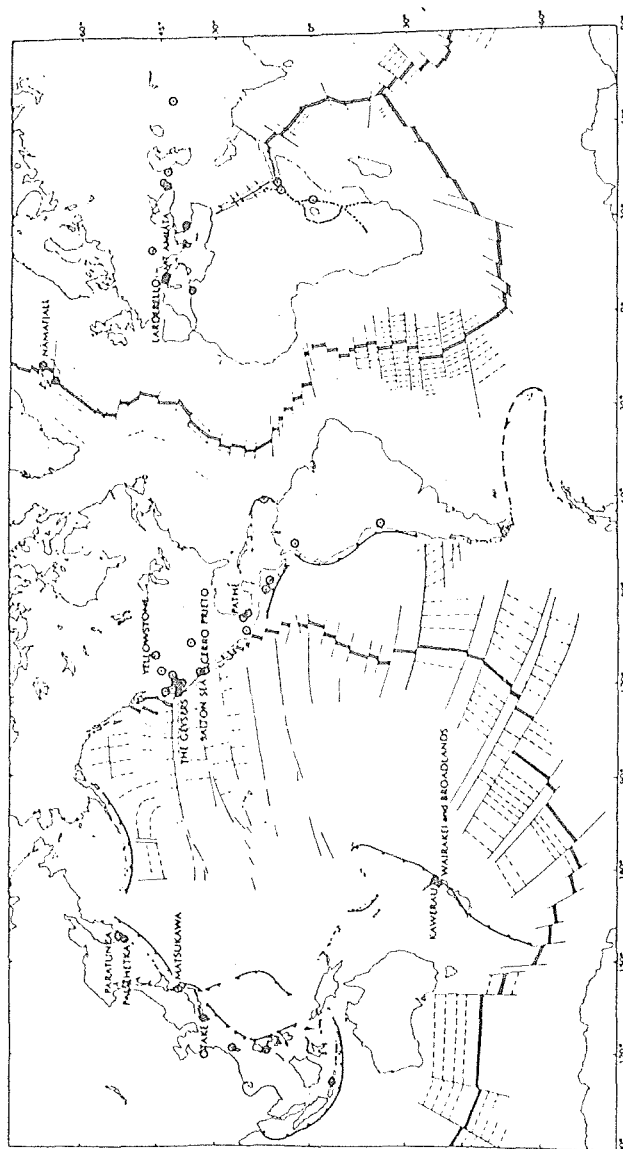 PARATUNKA
PAUZHETKA
MATSUKAWA
OTAKE
KAWERAU
WAIRAKEI and BROADLANDS
YELLOWSTONE
THE GEYSERS
SALTON SEA & CERRO PRIETO
PATHÉ
NAMAFJALL
LARDERELLO
MT AMIATA